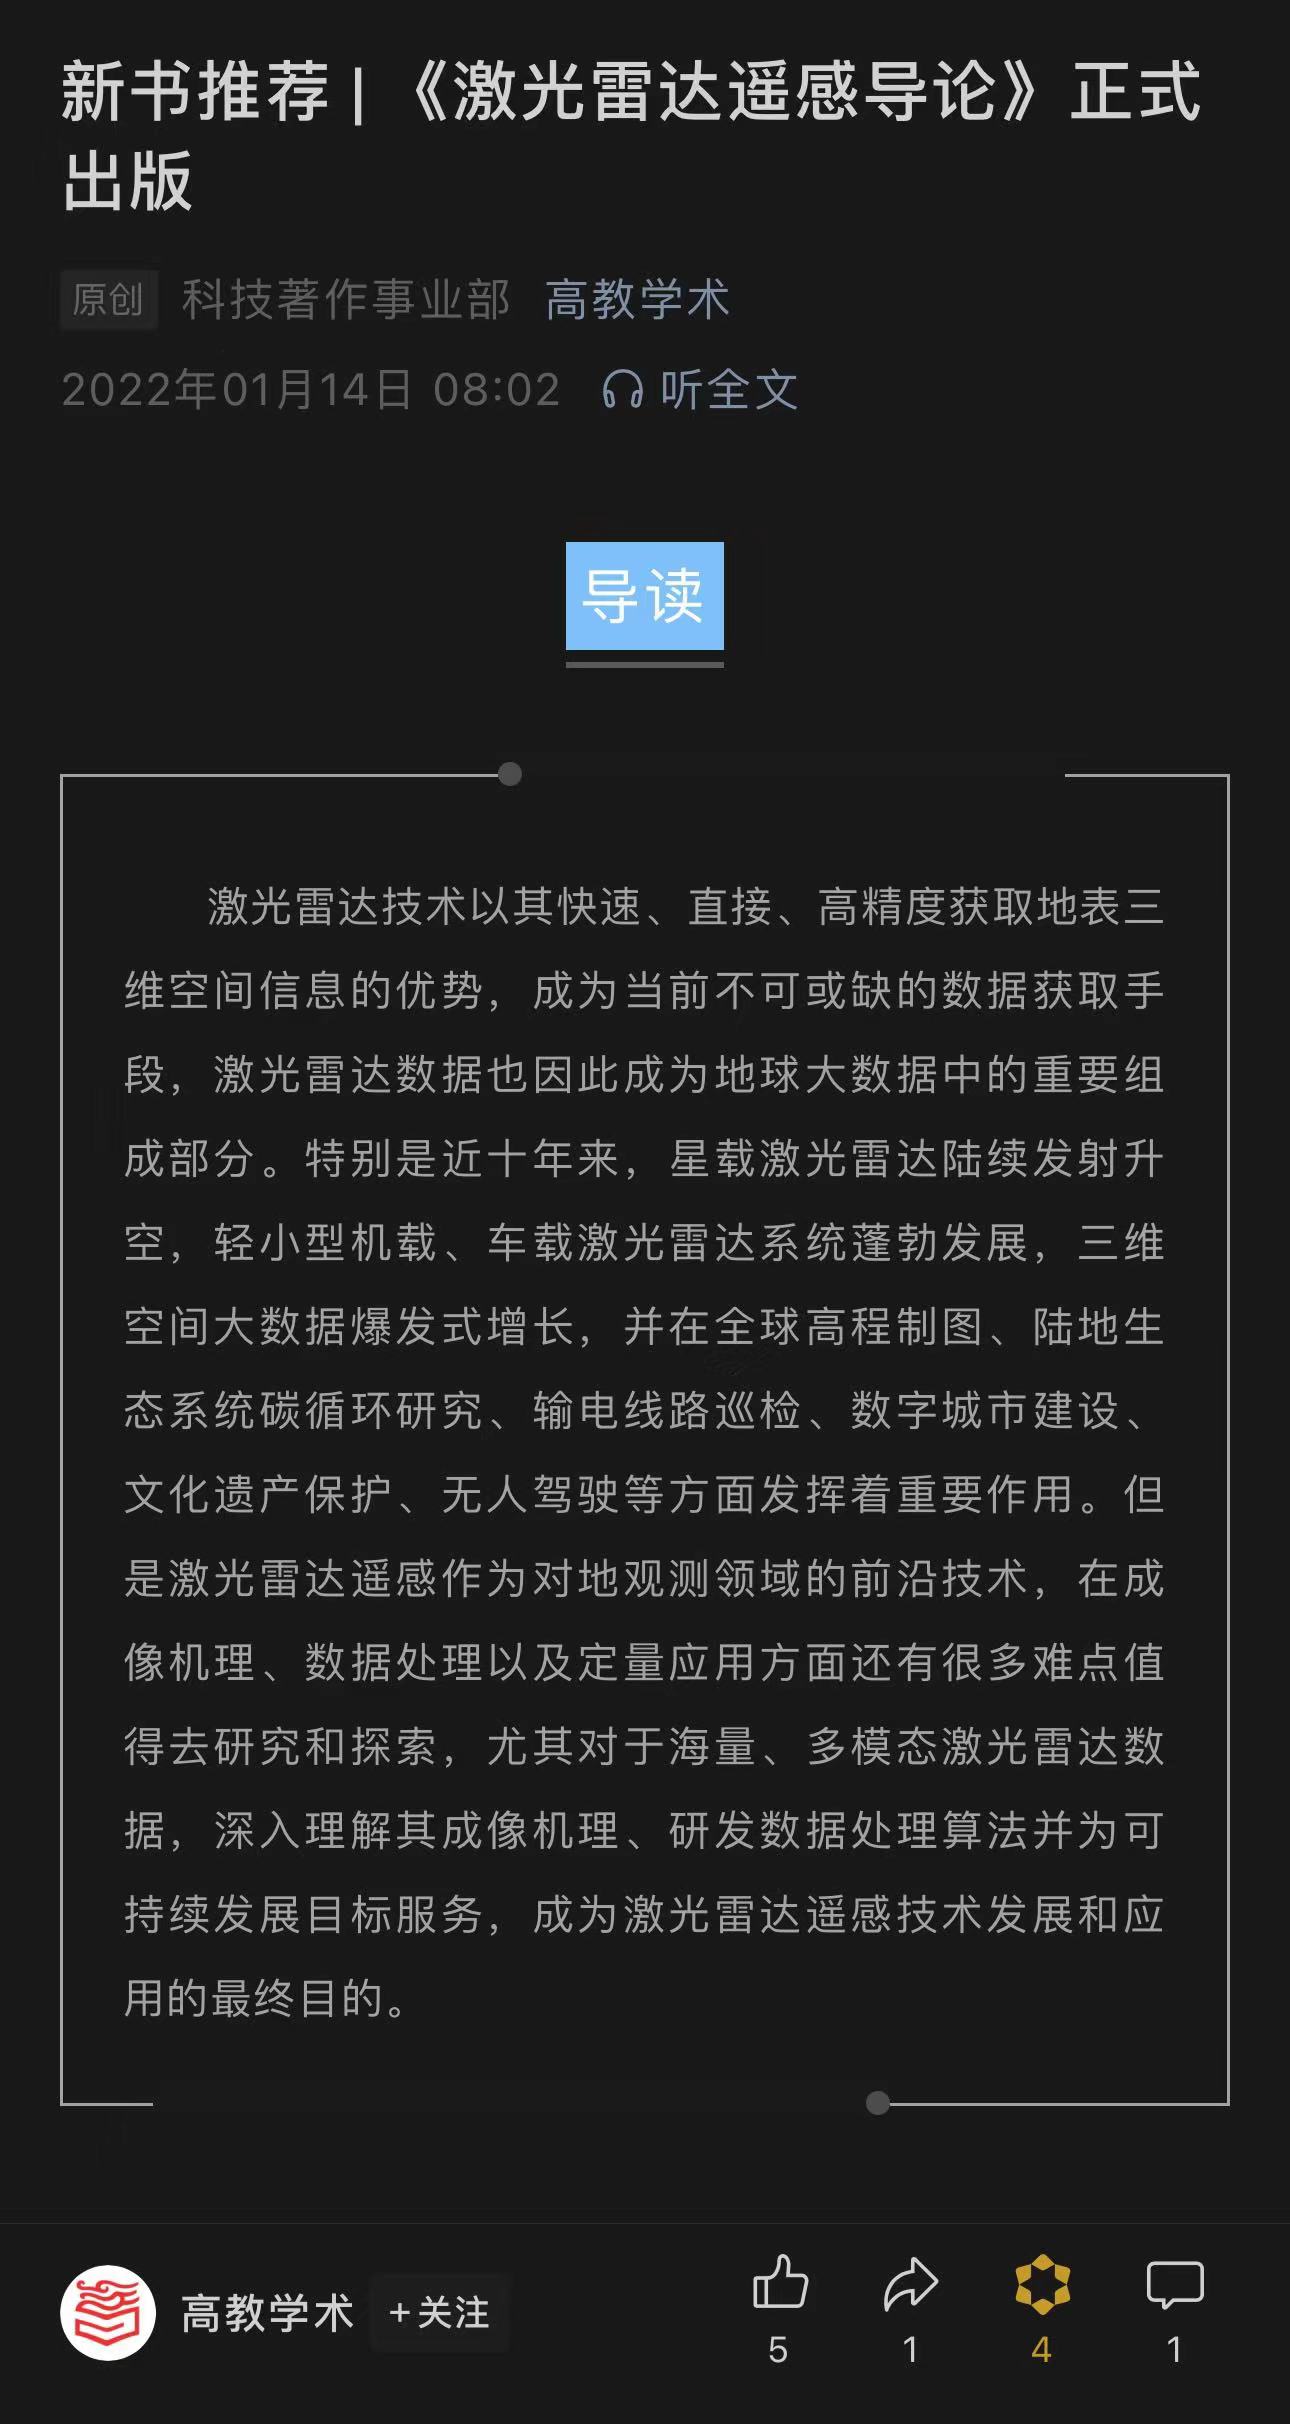 新书推荐 | 《激光雷达遥感导论》正式
出版
原创 科技著作事业部 高教学术
2022年01月14日 08:02 听全文
导读
激光雷达技术以其快速、直接、高精度获取地表三
维空间信息的优势，成为当前不可或缺的数据获取手
段，激光雷达数据也因此成为地球大数据中的重要组
成部分。特别是近十年来，星载激光雷达陆续发射升
空，轻小型机载、车载激光雷达系统蓬勃发展，三维
空间大数据爆发式增长，并在全球高程制图、陆地生
态系统碳循环研究、输电线路巡检、数字城市建设、
文化遗产保护、无人驾驶等方面发挥着重要作用。但
是激光雷达遥感作为对地观测领域的前沿技术，在成
像机理、数据处理以及定量应用方面还有很多难点值
得去研究和探索，尤其对于海量、多模态激光雷达数
据，深入理解其成像机理、研发数据处理算法并为可
持续发展目标服务，成为激光雷达遥感技术发展和应
用的最终目的。
高教学术 +关注
5 1 4 1